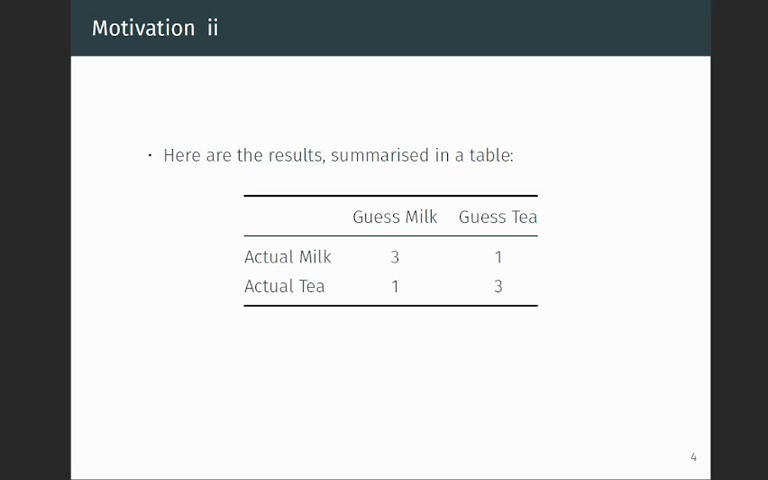 Motivation ii
· Here are the results, summarised in a table:
Guess Milk Guess Tea
Actual Milk 3 1
Actual Tea 1 3
4